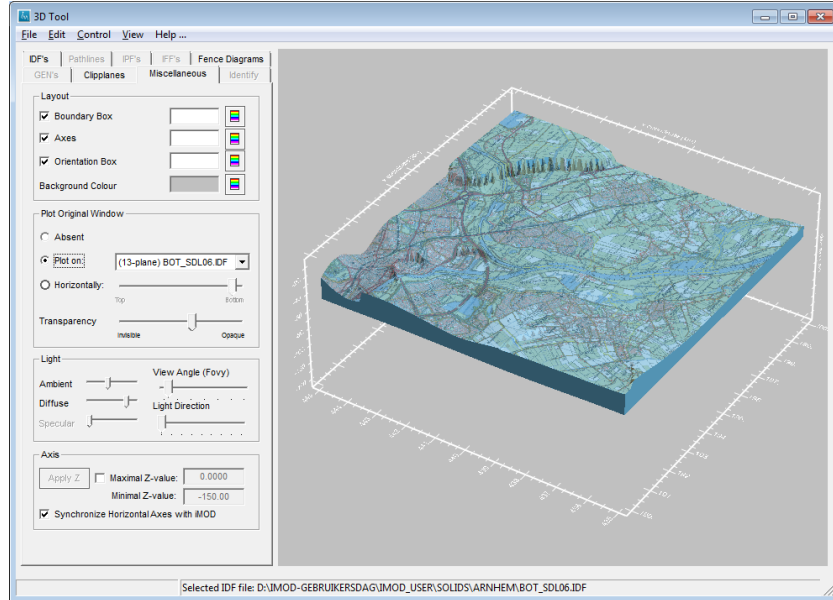 3D Tool
File Edit Control View Help ...
IDF's Pathlines IPF's IFF's Fence Diagrams
GEN's Clipplanes Miscellaneous Identify
Layout
Boundary Box
Axes
Orientation Box
Background Colour
Plot Original Window
Absent
Plot on: (13-plane) BOT_SDL06.IDF
Horizontally:
Top Bottom
Transparency
Invisible Opaque
Light
Ambient View Angle (Fovy)
Diffuse
Specular Light Direction
Axis
Apply Z Maximal Z-value: 0.0000
Minimal Z-value: -150.00
Synchronize Horizontal Axes with iMOD
Selected IDF file: D:\IMOD-GEBRUIKERSDAG\IMOD_USER\SOLIDS\ARNHEM\BOT_SDL06.IDF